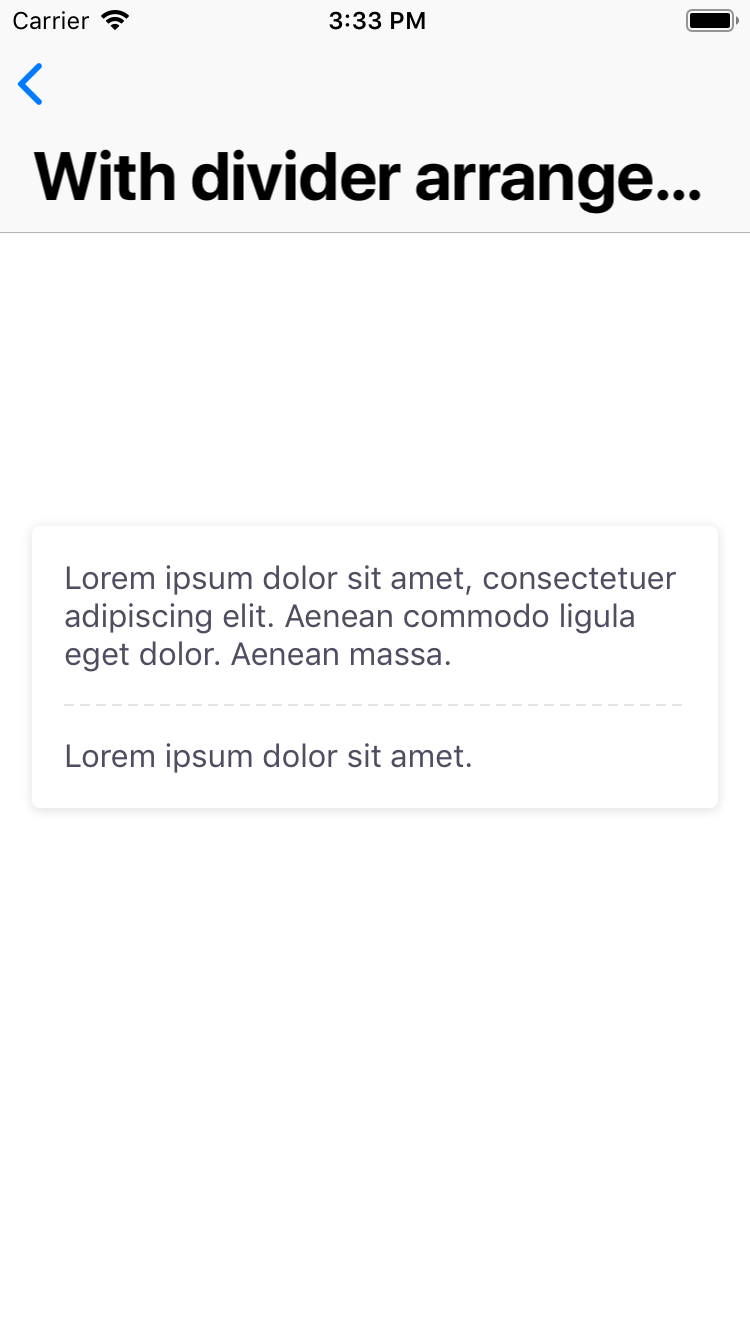 Carrier
3:33 PM
With divider arrange...
Lorem ipsum dolor sit amet, consectetuer
adipiscing elit. Aenean commodo ligula
eget dolor. Aenean massa.
Lorem ipsum dolor sit amet.